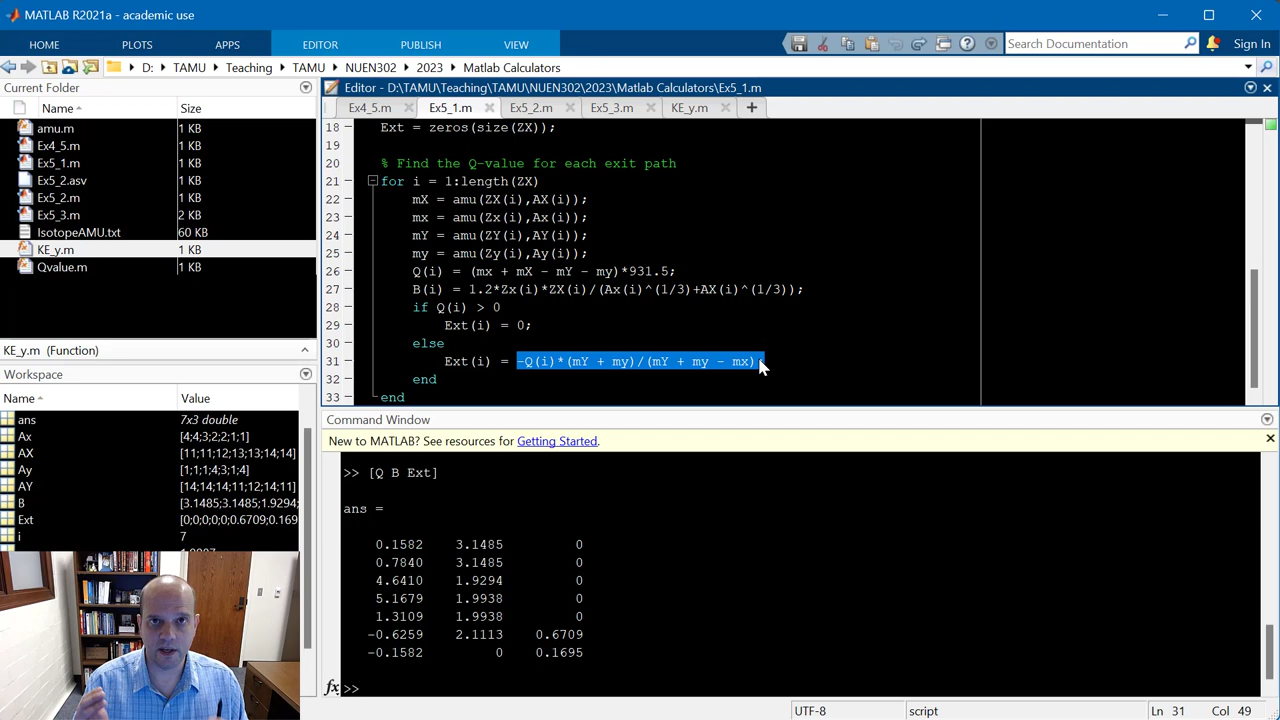 MATLAB R2021a - academic use
HOME PLOTS APPS EDITOR PUBLISH VIEW Search Documentation Sign In
D: TAMU Teaching TAMU NUEN302 2023 Matlab Calculators
Current Folder
Name Size
amu.m 1 KB
Ex4_5.m 1 KB
Ex5_1.m 1 KB
Ex5_2.asv 1 KB
Ex5_2.m 1 KB
Ex5_3.m 2 KB
IsotopeAMU.txt 60 KB
KE_y.m 1 KB
Qvalue.m 1 KB
KE_y.m (Function)
Workspace
Name Value
ans 7x3 double
Ax [4;4;3;2;2;1;1]
AX [11;11;12;13;13;14;14]
Ay [1;1;1;4;3;1;4]
AY [14;14;14;11;12;14;11]
B [3.1485;3.1485;1.9294;
Ext [0;0;0;0;0;0.6709;0.169
i 7
Editor - D:\TAMU\Teaching\TAMU\NUEN302\2023\Matlab Calculators\Ex5_1.m
Ex4_5.m Ex5_1.m Ex5_2.m Ex5_3.m KE_y.m
18 Ext = zeros(size(ZX));
19
20 % Find the Q-value for each exit path
21 for i = 1:length(ZX)
22 mX = amu(ZX(i),AX(i));
23 mx = amu(Zx(i),Ax(i));
24 mY = amu(ZY(i),AY(i));
25 my = amu(Zy(i),Ay(i));
26 Q(i) = (mx + mX - mY - my)*931.5;
27 B(i) = 1.2*Zx(i)*ZX(i)/(Ax(i)^(1/3)+AX(i)^(1/3));
28 if Q(i) > 0
29 Ext(i) = 0;
30 else
31 Ext(i) = -Q(i)*(mY + my)/(mY + my - mx);
32 end
33 end
Command Window
New to MATLAB? See resources for Getting Started.
>> [Q B Ext]
ans =
0.1582 3.1485 0
0.7840 3.1485 0
4.6410 1.9294 0
5.1679 1.9938 0
1.3109 1.9938 0
-0.6259 2.1113 0.6709
-0.1582 0 0.1695
fx >>
UTF-8 script Ln 31 Col 49